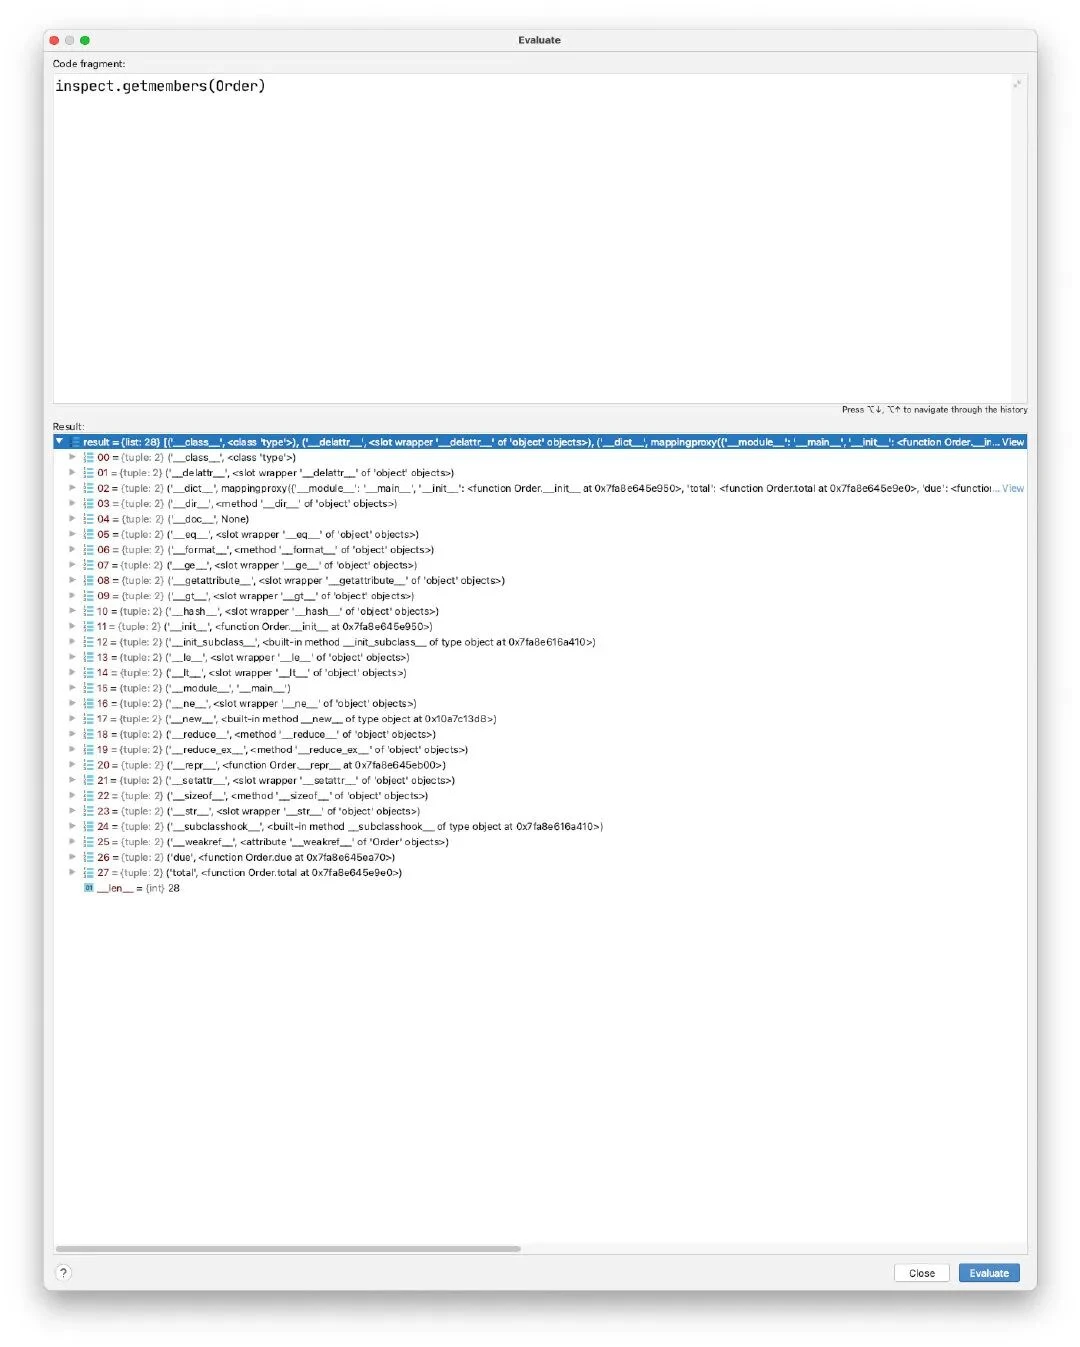 Evaluate
Code fragment:
inspect.getmembers(Order)
Press ⌥↓, ⌥↑ to navigate through the history
Result:
result = {list: 28} [('__class__', <class 'type'>), ('__delattr__', <slot wrapper '__delattr__' of 'object' objects>), ('__dict__', mappingproxy({'__module__': '__main__', '__init__': <function Order.__in... View
00 = {tuple: 2} ('__class__', <class 'type'>)
01 = {tuple: 2} ('__delattr__', <slot wrapper '__delattr__' of 'object' objects>)
02 = {tuple: 2} ('__dict__', mappingproxy({'__module__': '__main__', '__init__': <function Order.__init__ at 0x7fa8e645e950>, 'total': <function Order.total at 0x7fa8e645e9e0>, 'due': <function... View
03 = {tuple: 2} ('__dir__', <method '__dir__' of 'object' objects>)
04 = {tuple: 2} ('__doc__', None)
05 = {tuple: 2} ('__eq__', <slot wrapper '__eq__' of 'object' objects>)
06 = {tuple: 2} ('__format__', <method '__format__' of 'object' objects>)
07 = {tuple: 2} ('__ge__', <slot wrapper '__ge__' of 'object' objects>)
08 = {tuple: 2} ('__getattribute__', <slot wrapper '__getattribute__' of 'object' objects>)
09 = {tuple: 2} ('__gt__', <slot wrapper '__gt__' of 'object' objects>)
10 = {tuple: 2} ('__hash__', <slot wrapper '__hash__' of 'object' objects>)
11 = {tuple: 2} ('__init__', <function Order.__init__ at 0x7fa8e645e950>)
12 = {tuple: 2} ('__init_subclass__', <built-in method __init_subclass__ of type object at 0x7fa8e616a410>)
13 = {tuple: 2} ('__le__', <slot wrapper '__le__' of 'object' objects>)
14 = {tuple: 2} ('__lt__', <slot wrapper '__lt__' of 'object' objects>)
15 = {tuple: 2} ('__module__', '__main__')
16 = {tuple: 2} ('__ne__', <slot wrapper '__ne__' of 'object' objects>)
17 = {tuple: 2} ('__new__', <built-in method __new__ of type object at 0x10a7c13d8>)
18 = {tuple: 2} ('__reduce__', <method '__reduce__' of 'object' objects>)
19 = {tuple: 2} ('__reduce_ex__', <method '__reduce_ex__' of 'object' objects>)
20 = {tuple: 2} ('__repr__', <function Order.__repr__ at 0x7fa8e645eb00>)
21 = {tuple: 2} ('__setattr__', <slot wrapper '__setattr__' of 'object' objects>)
22 = {tuple: 2} ('__sizeof__', <method '__sizeof__' of 'object' objects>)
23 = {tuple: 2} ('__str__', <slot wrapper '__str__' of 'object' objects>)
24 = {tuple: 2} ('__subclasshook__', <built-in method __subclasshook__ of type object at 0x7fa8e616a410>)
25 = {tuple: 2} ('__weakref__', <attribute '__weakref__' of 'Order' objects>)
26 = {tuple: 2} ('due', <function Order.due at 0x7fa8e645ea70>)
27 = {tuple: 2} ('total', <function Order.total at 0x7fa8e645e9e0>)
01 __len__ = {int} 28
? Close Evaluate